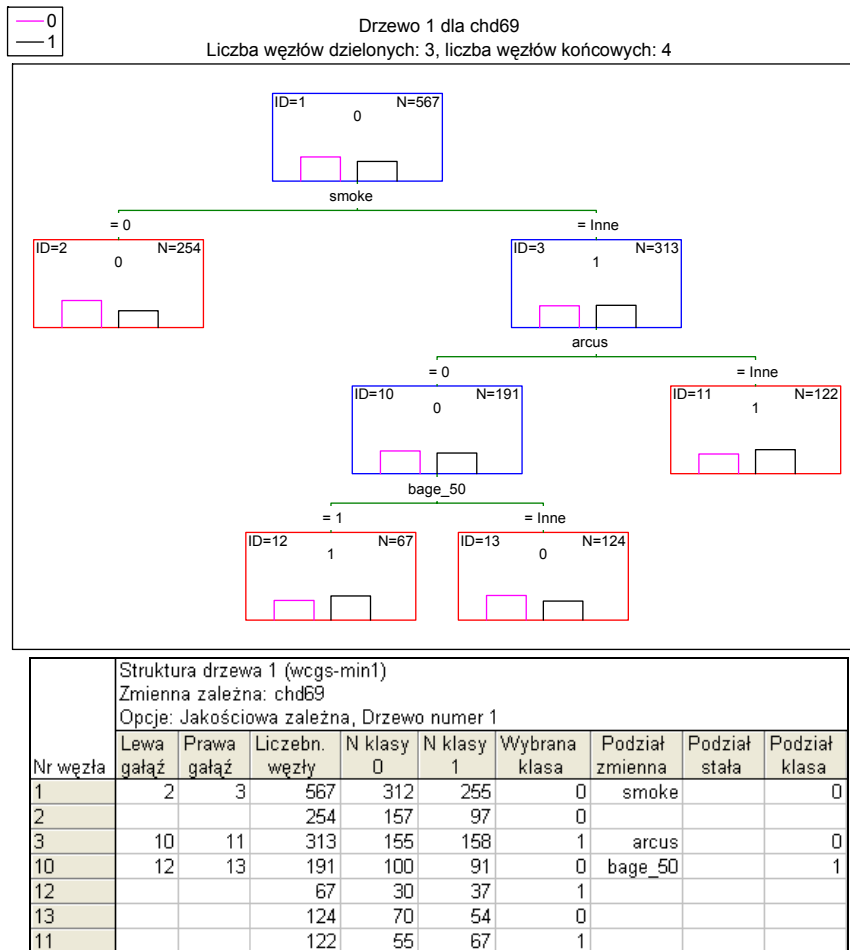 0
1
Drzewo 1 dla chd69
Liczba węzłów dzielonych: 3, liczba węzłów końcowych: 4
ID=1 N=567
0
smoke
= 0 = Inne
ID=2 N=254 ID=3 N=313
0 1
arcus
= 0 = Inne
ID=10 N=191 ID=11 N=122
0 1
bage_50
= 1 = Inne
ID=12 N=67 ID=13 N=124
1 0
Struktura drzewa 1 (wcgs-min1)
Zmienna zależna: chd69
Opcje: Jakościowa zależna, Drzewo numer 1
Lewa Prawa Liczebn. N klasy N klasy Wybrana Podział Podział Podział
Nr węzła gałąź gałąź węzły 0 1 klasa zmienna stała klasa
1 2 3 567 312 255 0 smoke 0
2 254 157 97 0
3 10 11 313 155 158 1 arcus 0
10 12 13 191 100 91 0 bage_50 1
12 67 30 37 1
13 124 70 54 0
11 122 55 67 1